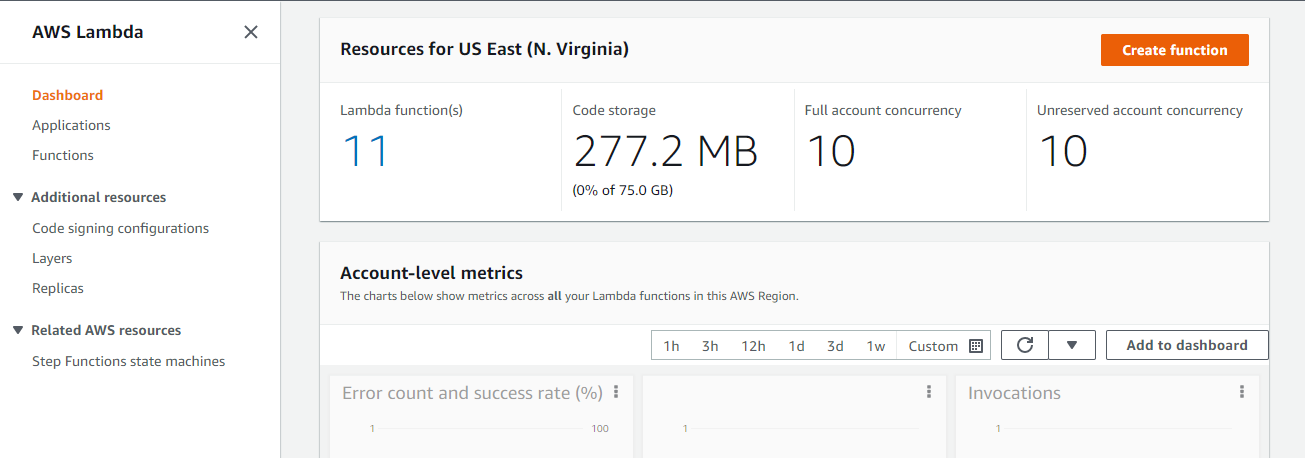 AWS Lambda
Dashboard
Applications
Functions
Additional resources
Code signing configurations
Layers
Replicas
Related AWS resources
Step Functions state machines
Resources for US East (N. Virginia)
Create function
Lambda function(s)
11
Code storage
277.2 MB
(0% of 75.0 GB)
Full account concurrency
10
Unreserved account concurrency
10
Account-level metrics
The charts below show metrics across all your Lambda functions in this AWS Region.
1h 3h 12h 1d 3d 1w Custom
Add to dashboard
Error count and success rate (%)
1 100
1
Invocations
1